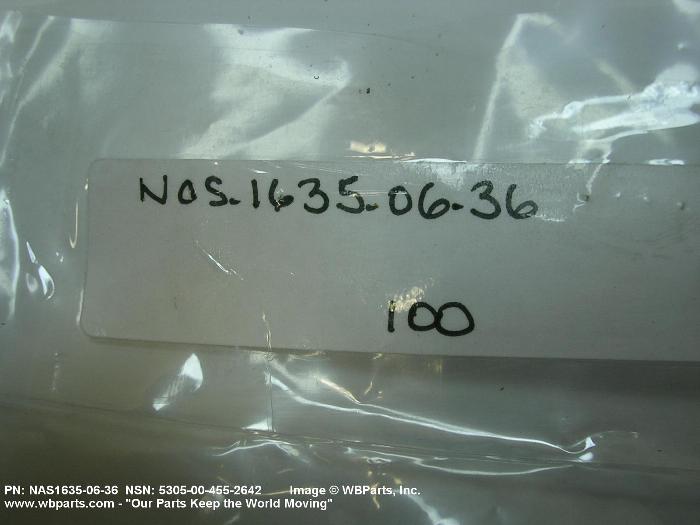 NAS-1635-06-36
100
PN: NAS1635-06-36 NSN: 5305-00-455-2642 Image © WBParts, Inc.
www.wbparts.com - "Our Parts Keep the World Moving"